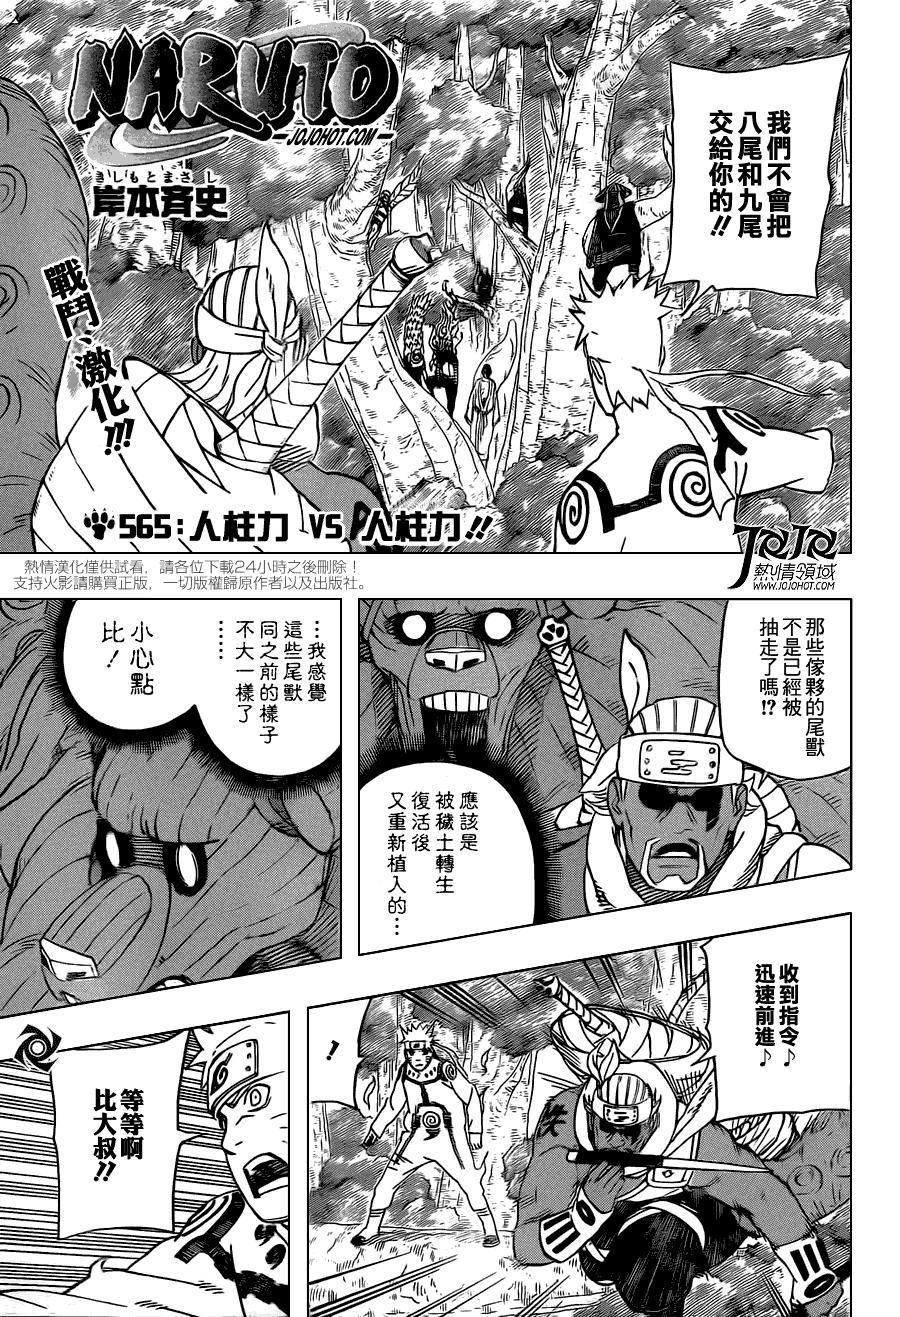 NARUTO
JOJOHOT.COM
きしもとまさし
岸本斉史
我們不會把
八尾和九尾
交給你的!!
戰鬥、激化!!!
565:人柱力 VS 人柱力!!
JOJO
熱情領域
WWW.JOJOHOT.COM
熱情漢化僅供試看，請各位下載24小時之後刪除！
支持火影請購買正版，一切版權歸原作者以及出版社。
那些傢夥的尾獸
不是已經被
抽走了嗎!?
應該是
被穢土轉生
復活後
又重新植入的…
…我感覺
這些尾獸
同之前的樣子
不大一樣了
……
小心點
比！
收到指令♪
迅速前進♪
！
等等啊
比大叔!!